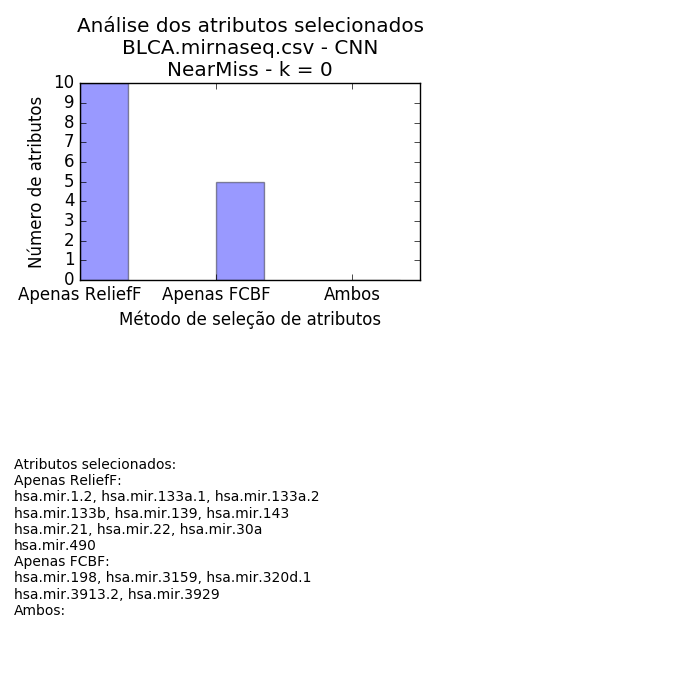 Análise dos atributos selecionados
BLCA.mirnaseq.csv - CNN
NearMiss - k = 0
Número de atributos
10
9
8
7
6
5
4
3
2
1
0
Apenas ReliefF
Apenas FCBF
Ambos
Método de seleção de atributos
Atributos selecionados:
Apenas ReliefF:
hsa.mir.1.2, hsa.mir.133a.1, hsa.mir.133a.2
hsa.mir.133b, hsa.mir.139, hsa.mir.143
hsa.mir.21, hsa.mir.22, hsa.mir.30a
hsa.mir.490
Apenas FCBF:
hsa.mir.198, hsa.mir.3159, hsa.mir.320d.1
hsa.mir.3913.2, hsa.mir.3929
Ambos: